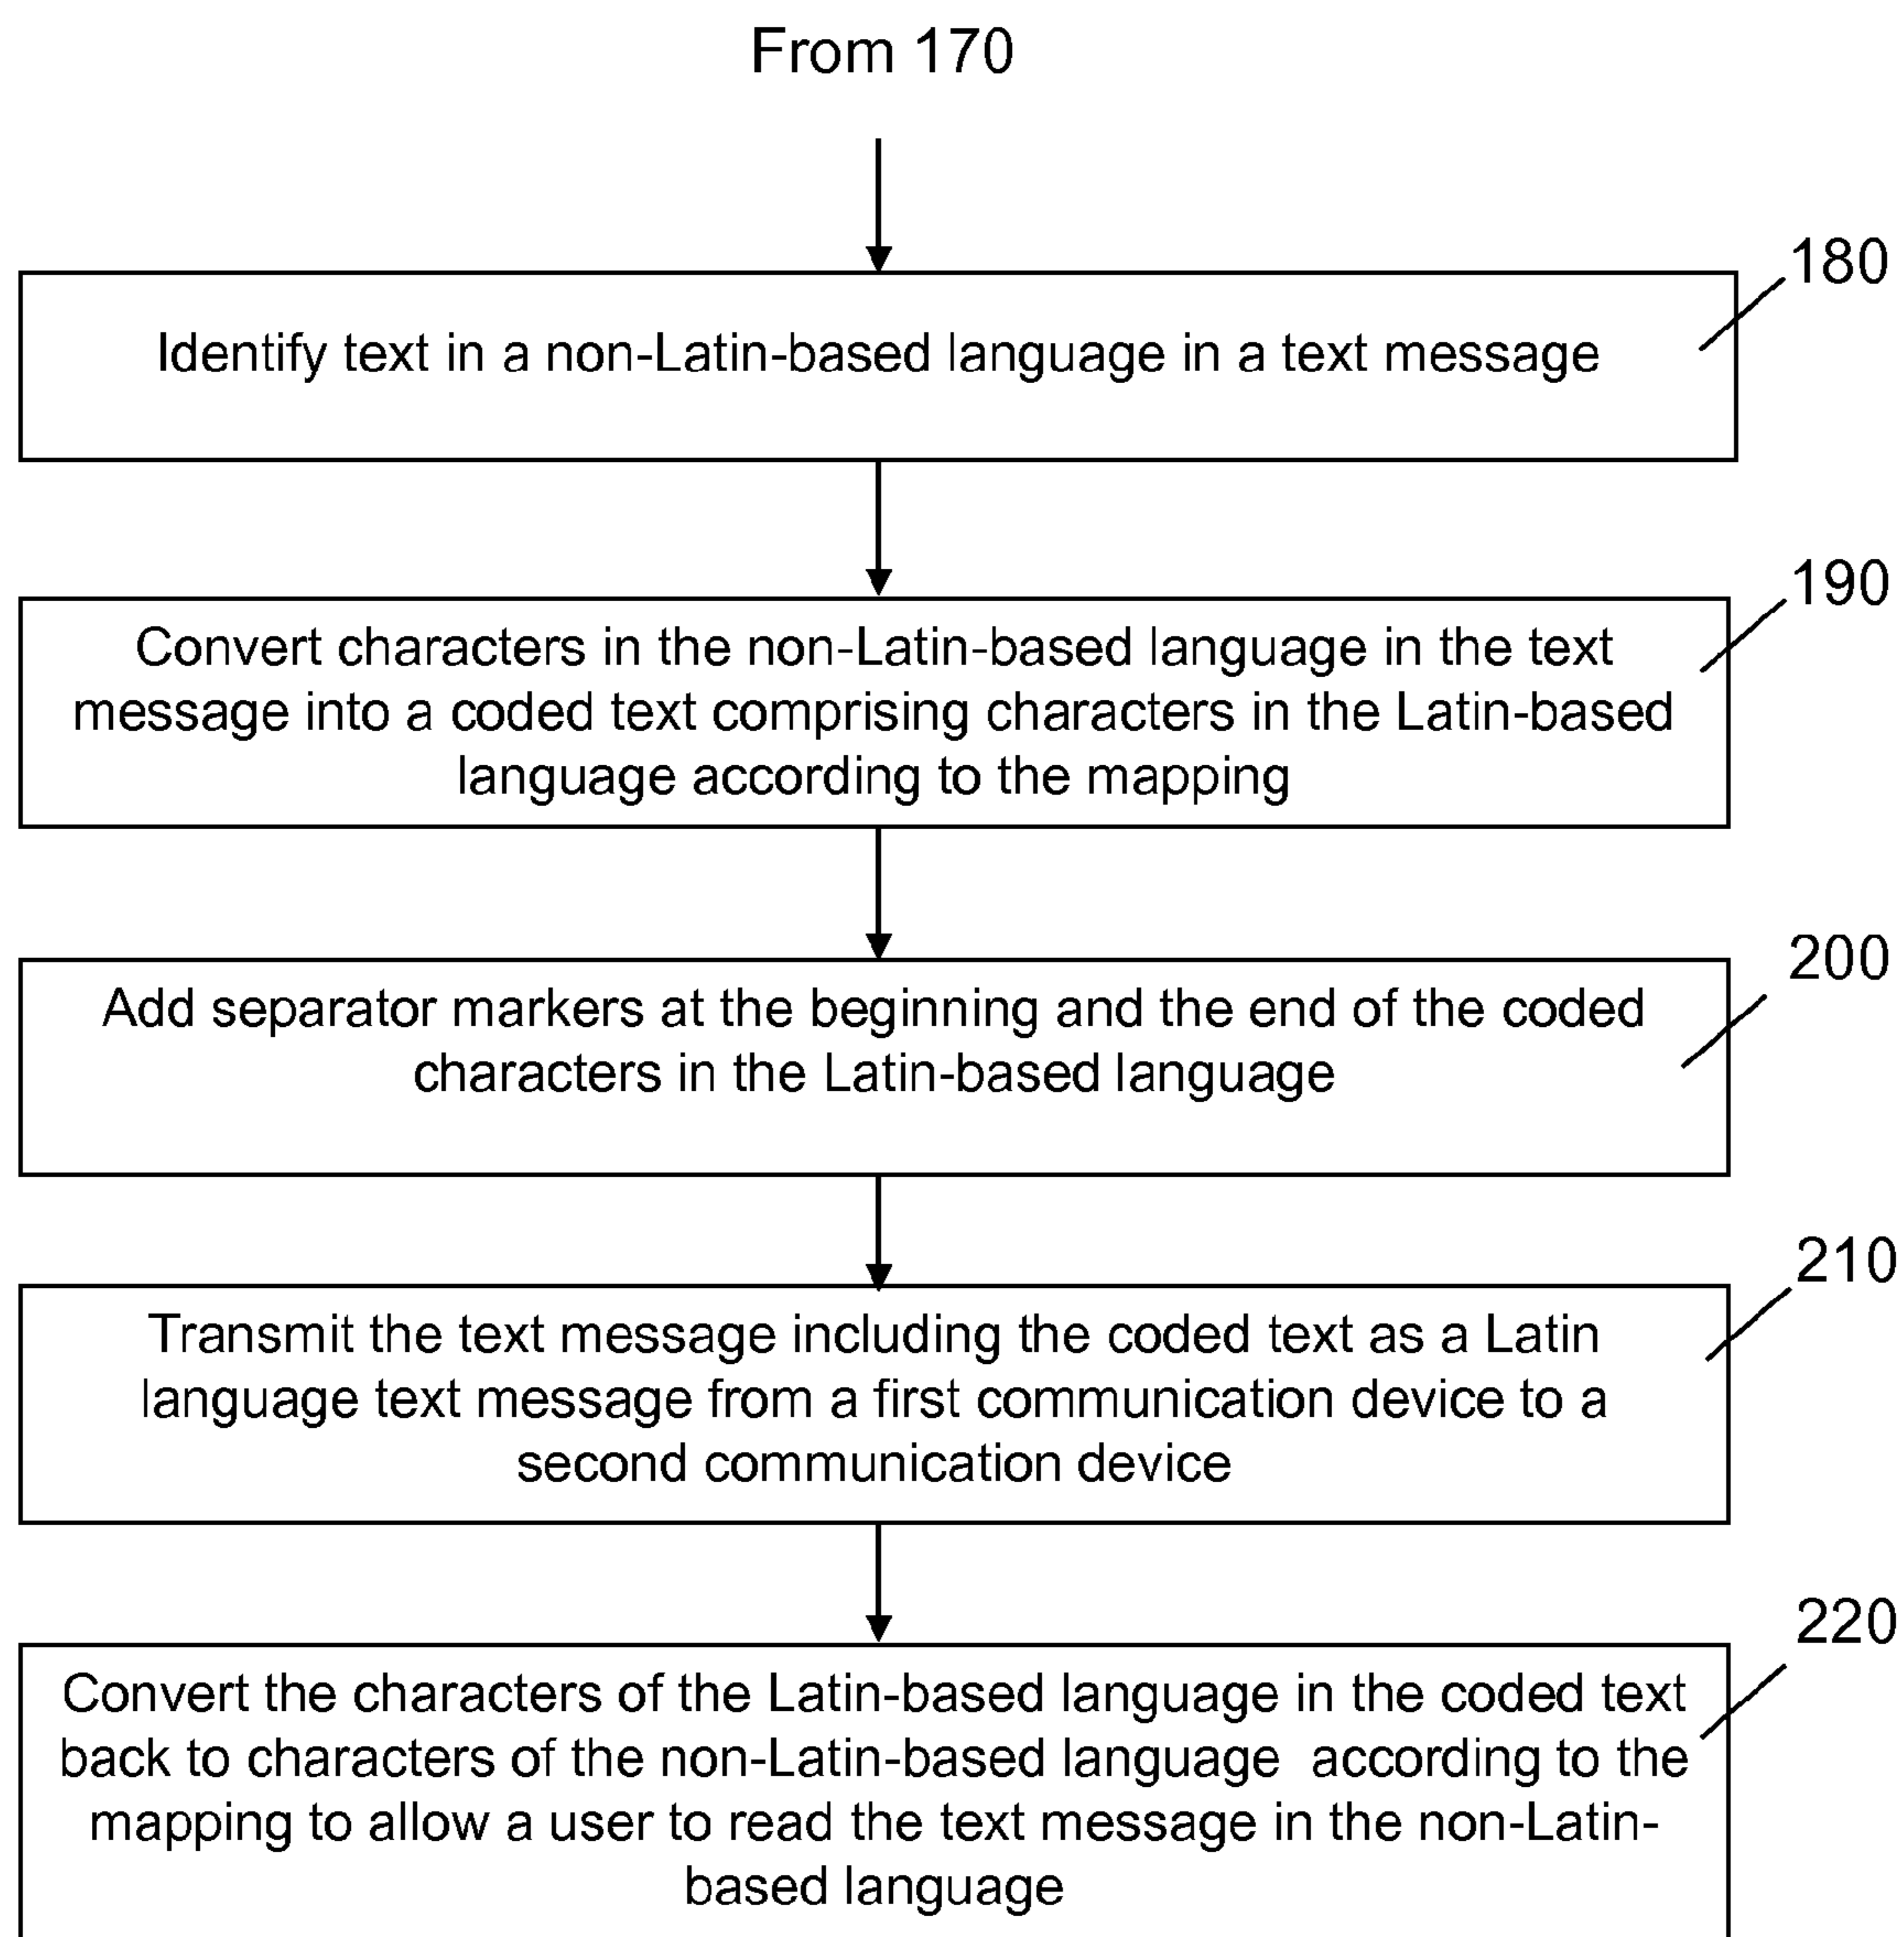 From 170
180
Identify text in a non-Latin-based language in a text message
190
Convert characters in the non-Latin-based language in the text
message into a coded text comprising characters in the Latin-based
language according to the mapping
200
Add separator markers at the beginning and the end of the coded
characters in the Latin-based language
210
Transmit the text message including the coded text as a Latin
language text message from a first communication device to a
second communication device
220
Convert the characters of the Latin-based language in the coded text
back to characters of the non-Latin-based language according to the
mapping to allow a user to read the text message in the non-Latin-
based language